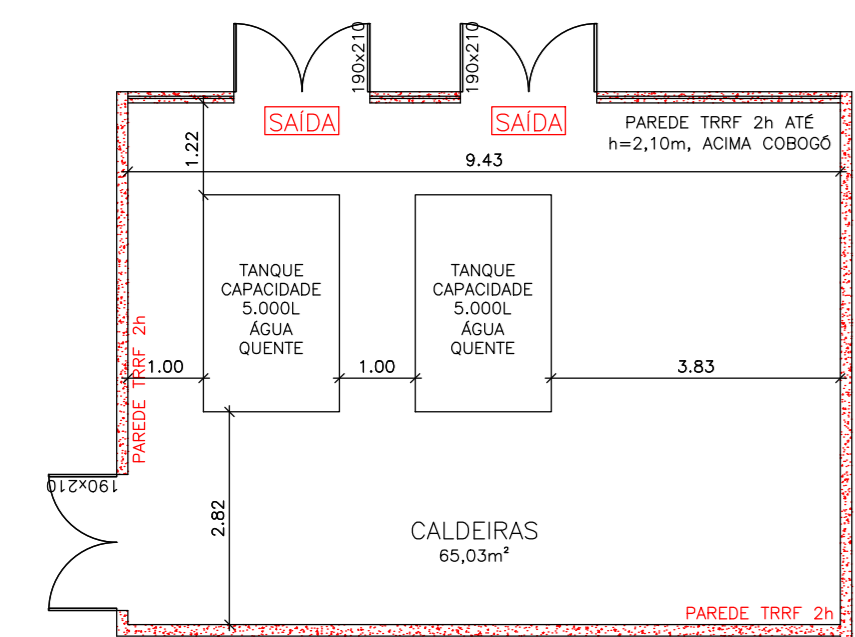 190x210
190x210
SAÍDA
SAÍDA
PAREDE TRRF 2h ATÉ
h=2,10m, ACIMA COBOGÓ
1.22
9.43
TANQUE
CAPACIDADE
5.000L
ÁGUA
QUENTE
TANQUE
CAPACIDADE
5.000L
ÁGUA
QUENTE
PAREDE TRRF 2h
1.00
1.00
3.83
190x210
2.82
CALDEIRAS
65,03m²
PAREDE TRRF 2h